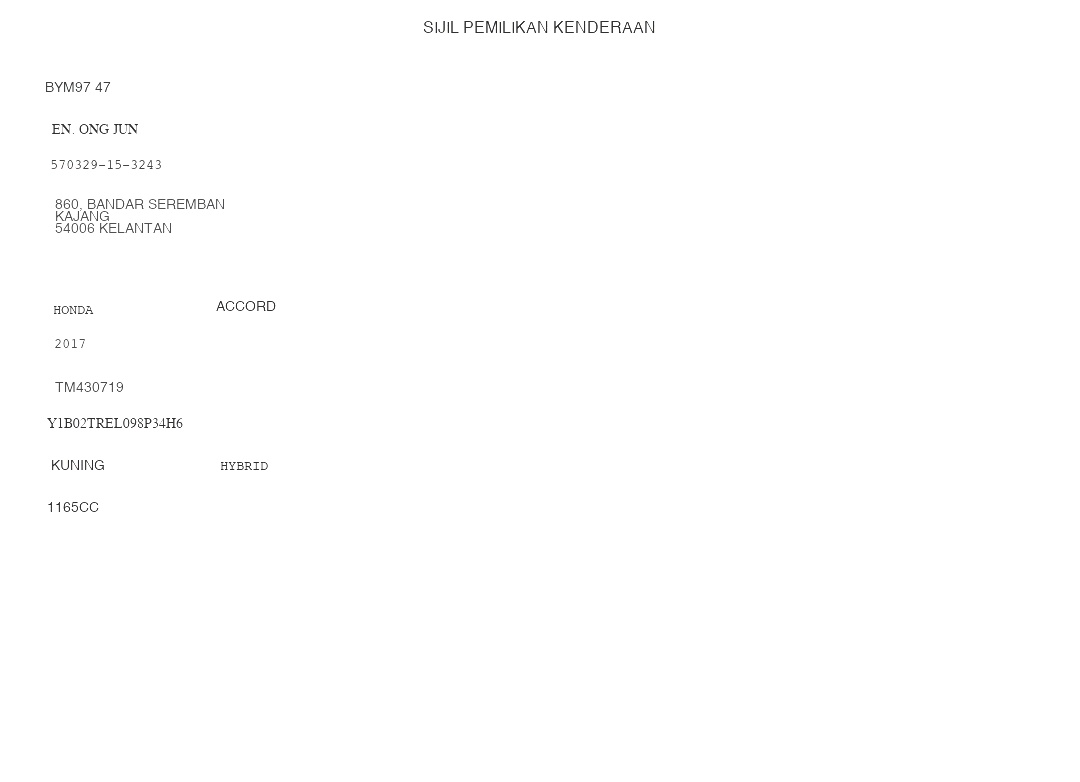 SIJIL PEMILIKAN KENDERAAN
BYM97 47
EN. ONG JUN
570329-15-3243
860, BANDAR SEREMBAN
KAJANG
54006 KELANTAN
HONDA ACCORD
2017
TM430719
Y1B02TREL098P34H6
KUNING HYBRID
1165CC